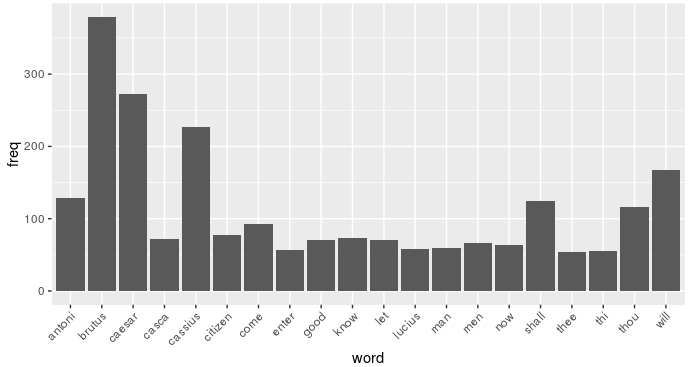 300
200
100
0
freq
antoni
brutus
caesar
casca
cassius
citizen
come
enter
good
know
let
lucius
man
men
now
shall
thee
thi
thou
will
word